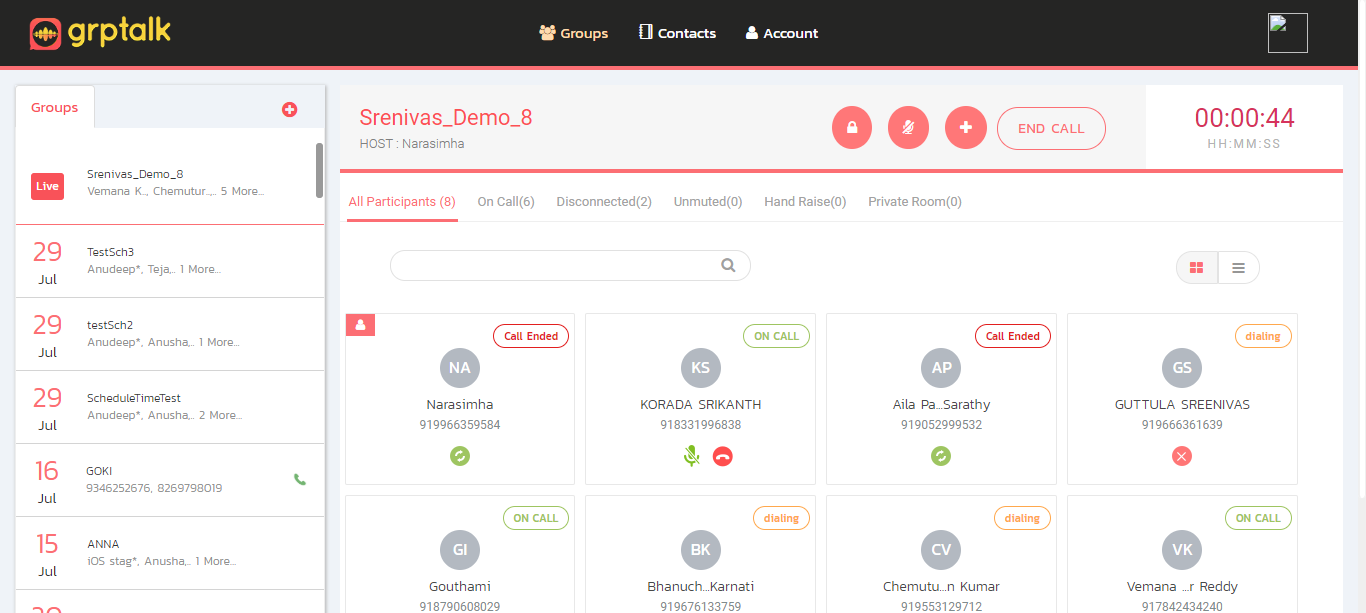 grptalk
Groups
Contacts
Account
Groups
Live
Srenivas_Demo_8
Vemana K.., Chemutur.,.. 5 More...
29
Jul
TestSch3
Anudeep*, Teja,.. 1 More...
29
Jul
testSch2
Anudeep*, Anusha,.. 1 More...
29
Jul
ScheduleTimeTest
Anudeep*, Anusha,.. 2 More...
16
Jul
GOKI
9346252676, 8269798019
15
Jul
ANNA
iOS stag*, Anusha,.. 1 More...
Srenivas_Demo_8
HOST : Narasimha
END CALL
00:00:44
HH:MM:SS
All Participants (8)
On Call(6)
Disconnected(2)
Unmuted(0)
Hand Raise(0)
Private Room(0)
Call Ended
NA
Narasimha
919966359584
ON CALL
KS
KORADA SRIKANTH
918331996838
Call Ended
AP
Aila Pa...Sarathy
919052999532
dialing
GS
GUTTULA SREENIVAS
919666361639
ON CALL
GI
Gouthami
918790608029
dialing
BK
Bhanuch...Karnati
919676133759
dialing
CV
Chemutu...n Kumar
919553129712
ON CALL
VK
Vemana ...r Reddy
917842434240